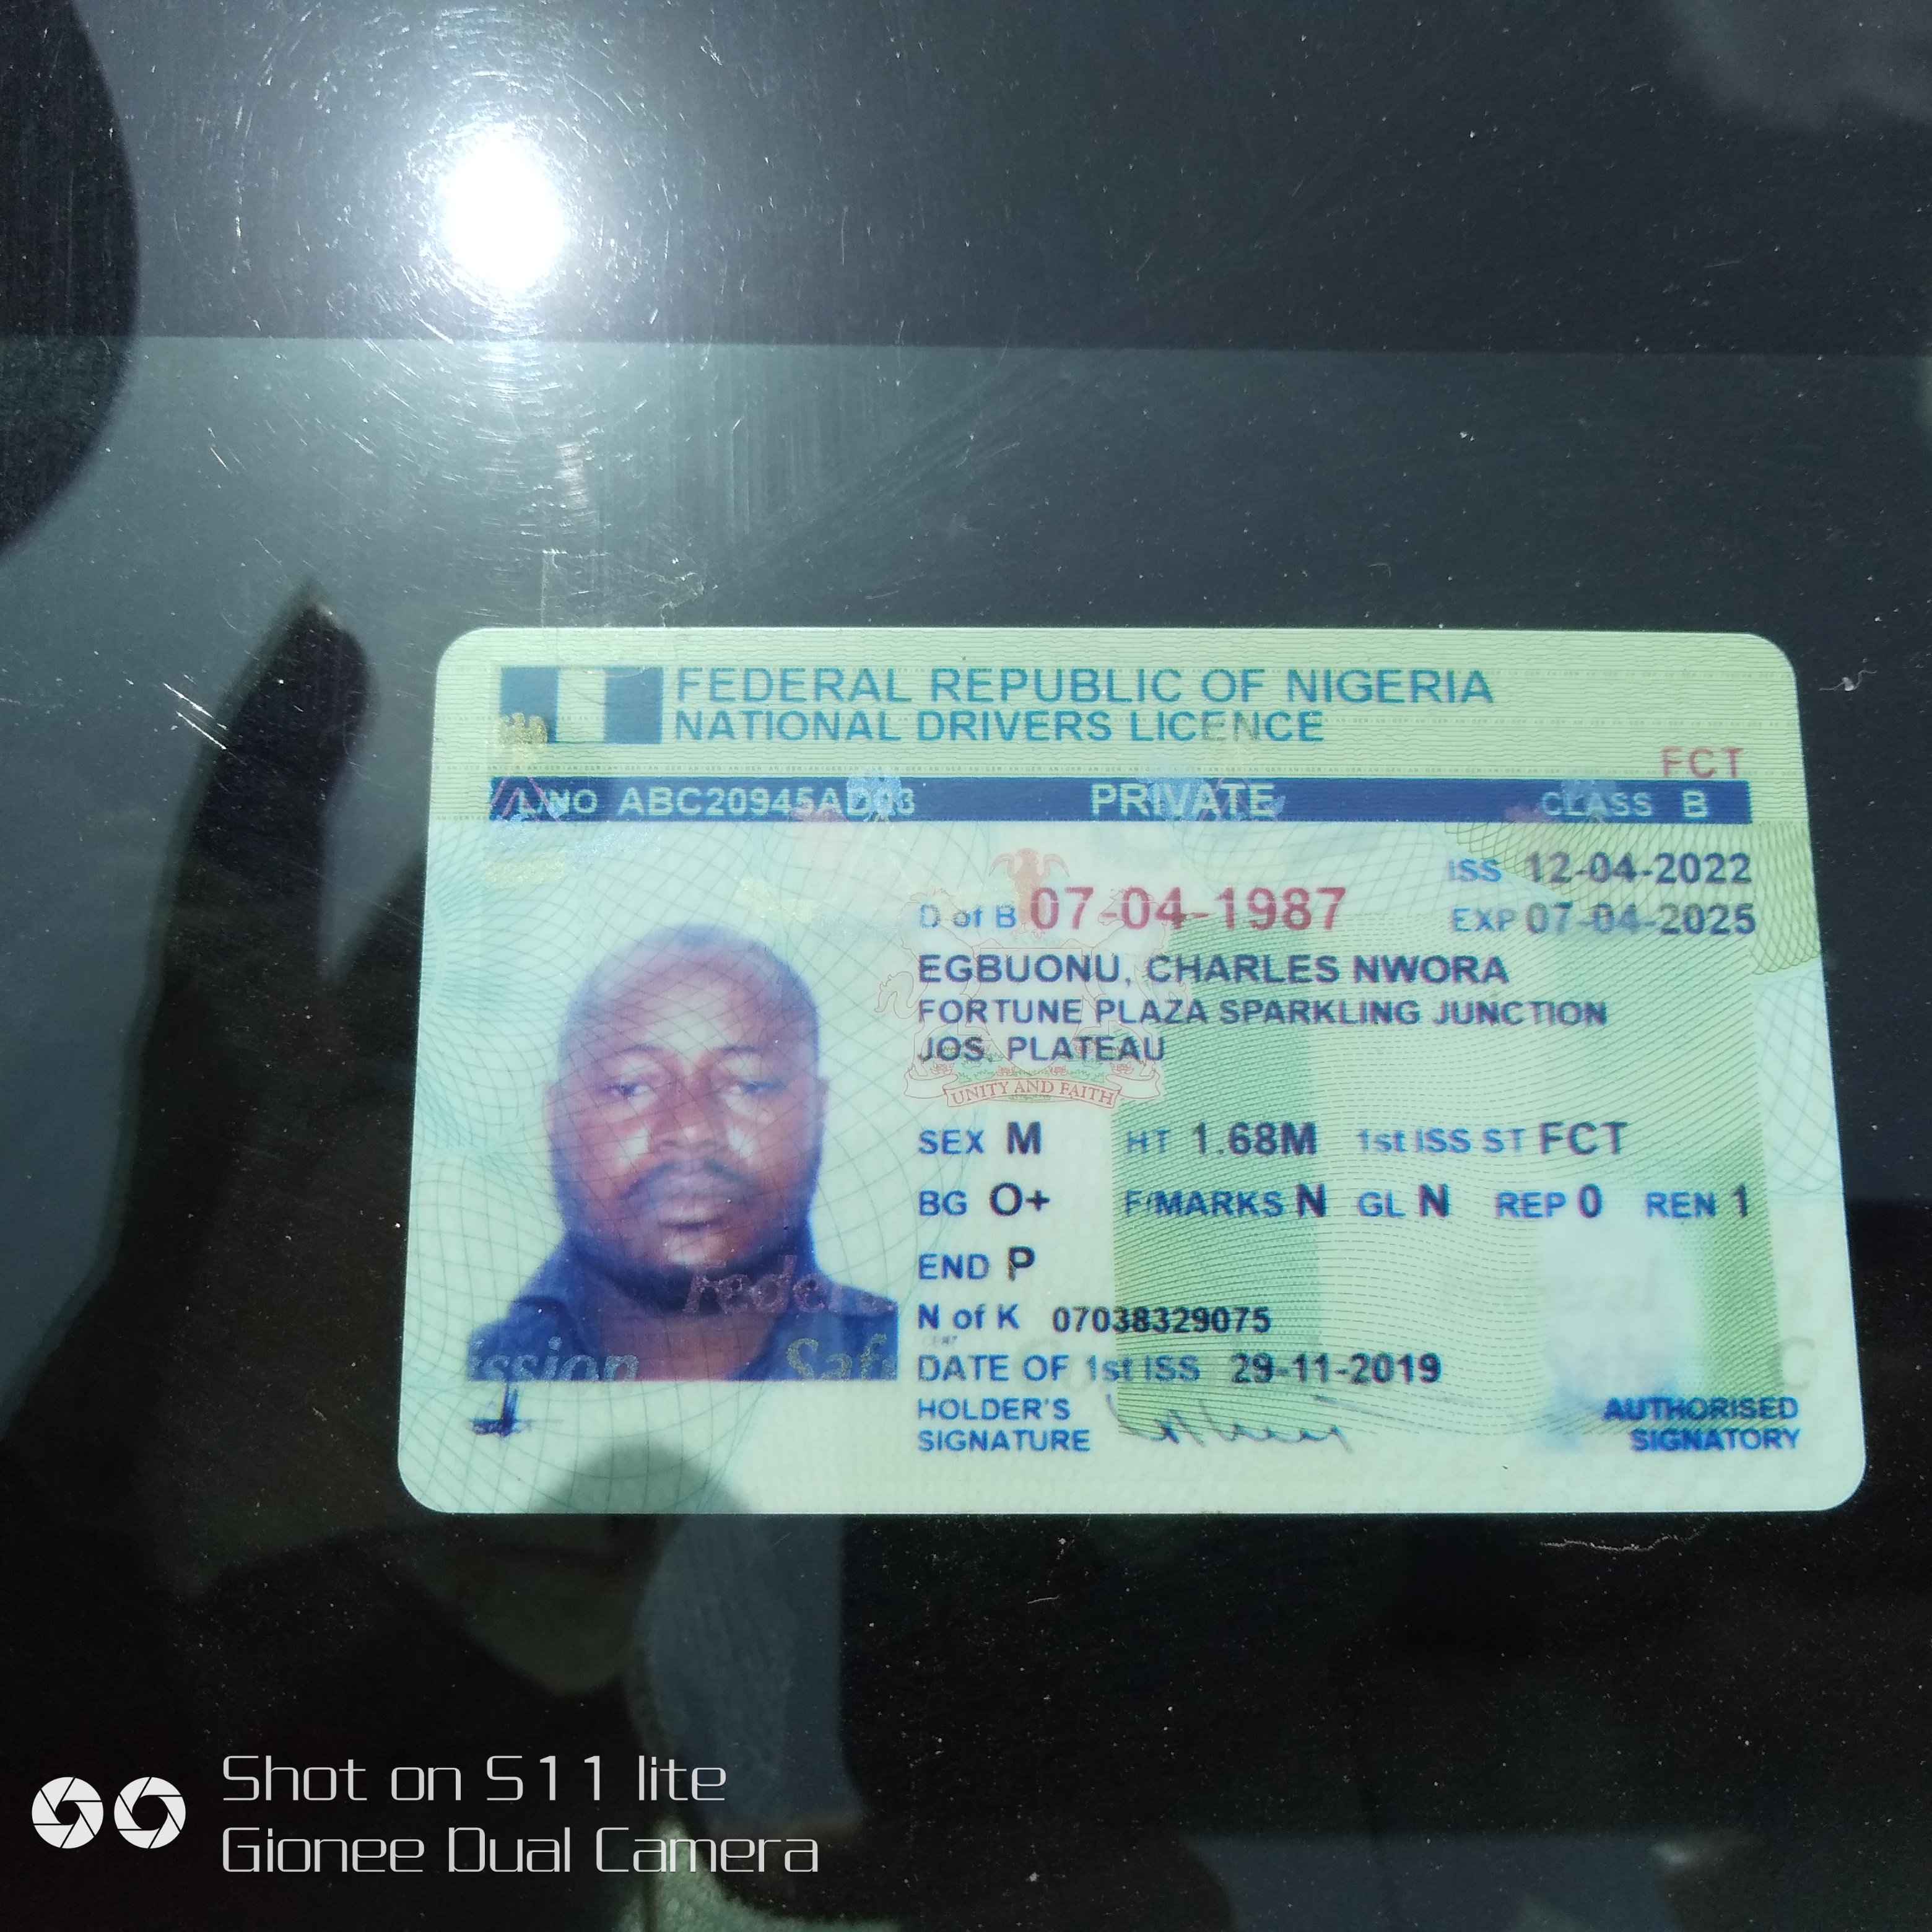 FEDERAL REPUBLIC OF NIGERIA
NATIONAL DRIVERS LICENCE
FCT
L/NO ABC20945AD03 PRIVATE CLASS B
ISS 12-04-2022
D of B 07-04-1987 EXP 07-04-2025
EGBUONU, CHARLES NWORA
FORTUNE PLAZA SPARKLING JUNCTION
JOS, PLATEAU
UNITY AND FAITH
SEX M HT 1.68M 1st ISS ST FCT
BG O+ F/MARKS N GL N REP 0 REN 1
END P
N of K 07038329075
DATE OF 1st ISS 29-11-2019
HOLDER'S
SIGNATURE
AUTHORISED
SIGNATORY
Shot on S11 lite
Gionee Dual Camera